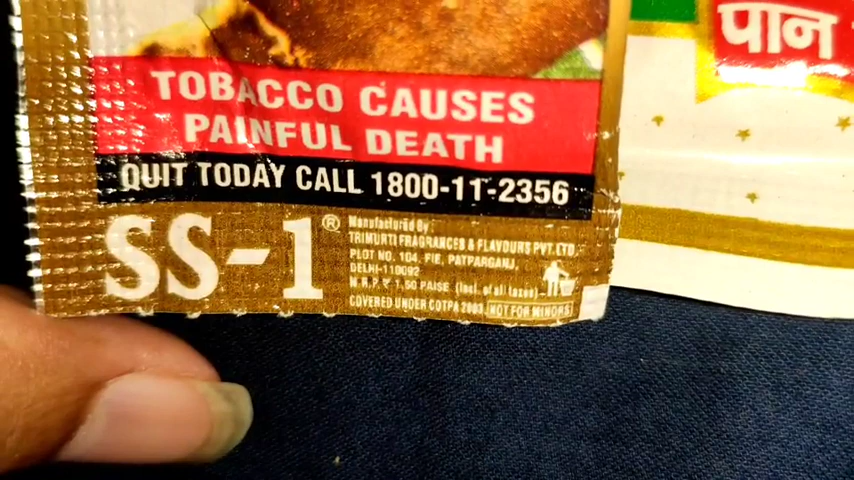 TOBACCO CAUSES
PAINFUL DEATH
QUIT TODAY CALL 1800-11-2356
SS-1®
Manufactured By:
TRIMURTI FRAGRANCES & FLAVOURS PVT. LTD.
PLOT NO. 104, FIE, PATPARGANJ,
DELHI-110092
M.R.P. ₹ 1.50 PAISE (Incl. of all taxes)
COVERED UNDER COTPA 2003, NOT FOR MINORS
पान